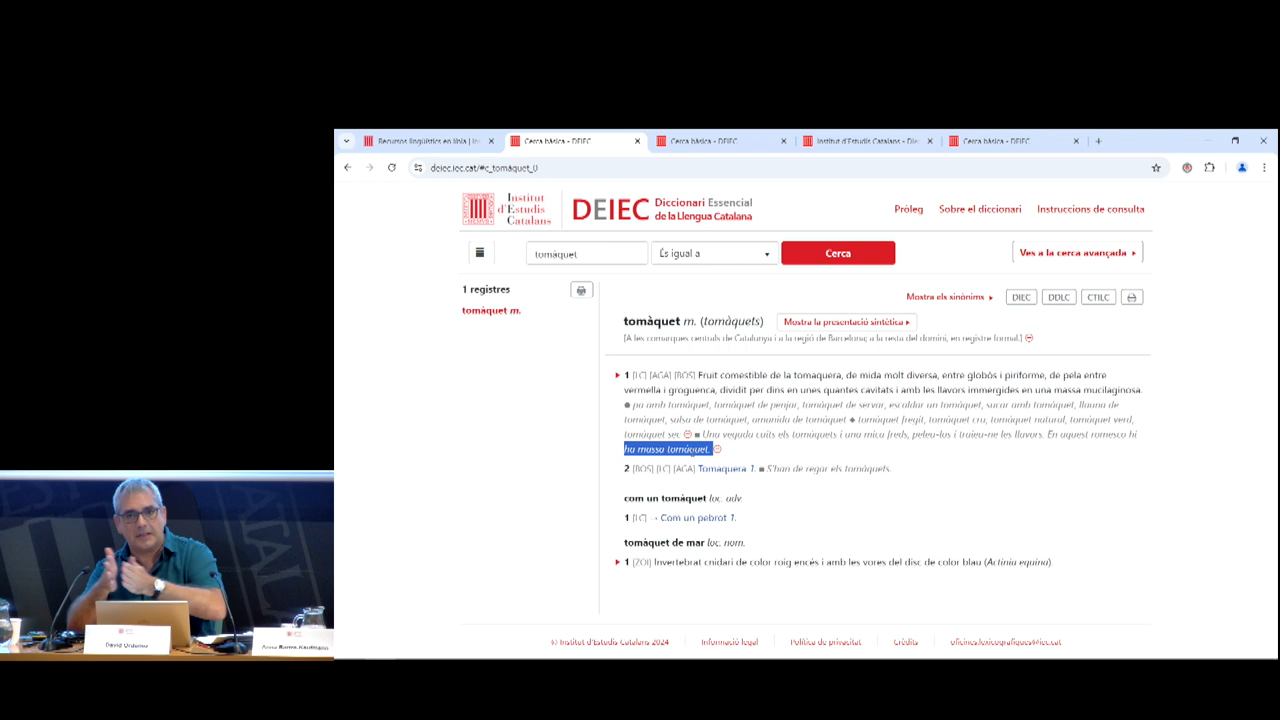 Recursos lingüístics en línia | In
Cerca bàsica - DEIEC
Cerca bàsica - DEIEC
Institut d'Estudis Catalans - Die
Cerca bàsica - DEIEC
deiec.iec.cat/#c_tomàquet_0
Institut d'Estudis Catalans
DEIEC Diccionari Essencial de la Llengua Catalana
Pròleg Sobre el diccionari Instruccions de consulta
tomàquet És igual a Cerca Ves a la cerca avançada
1 registres
tomàquet m.
Mostra els sinònims DIEC DDLC CTILC
tomàquet m. (tomàquets) Mostra la presentació sintètica
[A les comarques centrals de Catalunya i a la regió de Barcelona; a la resta del domini, en registre formal.]
1 [LC] [AGA] [BOS] Fruit comestible de la tomaquera, de mida molt diversa, entre globós i piriforme, de pela entre
vermella i groguenca, dividit per dins en unes quantes cavitats i amb les llavors immergides en una massa mucilaginosa.
● pa amb tomàquet, tomàquet de penjar, tomàquet de servar, escaldar un tomàquet, sucar amb tomàquet, llauna de
tomàquet, salsa de tomàquet, amanida de tomàquet ◆ tomàquet fregit, tomàquet cru, tomàquet natural, tomàquet verd,
tomàquet sec ■ Una vegada cuits els tomàquets i una mica freds, peleu-los i traieu-ne les llavors. En aquest romesco hi
ha massa tomàquet.
2 [BOS] [LC] [AGA] Tomaquera 1. ■ S'han de regar els tomàquets.
com un tomàquet loc. adv.
1 [LC] → Com un pebrot 1.
tomàquet de mar loc. nom.
1 [ZOI] Invertebrat cnidari de color roig encès i amb les vores del disc de color blau (Actinia equina).
© Institut d'Estudis Catalans 2024 Informació legal Política de privacitat Crèdits oficines.lexicografiques@iec.cat
David Ordenou